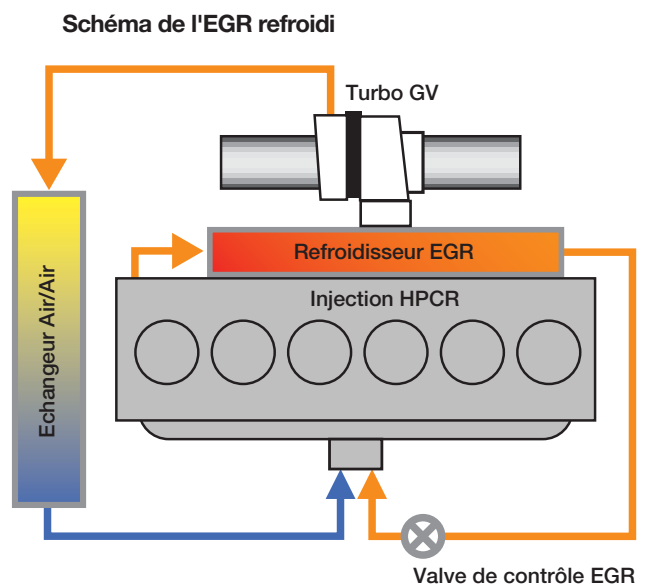 Schéma de l'EGR refroidi
Turbo GV
Refroidisseur EGR
Injection HPCR
Echangeur Air/Air
Valve de contrôle EGR